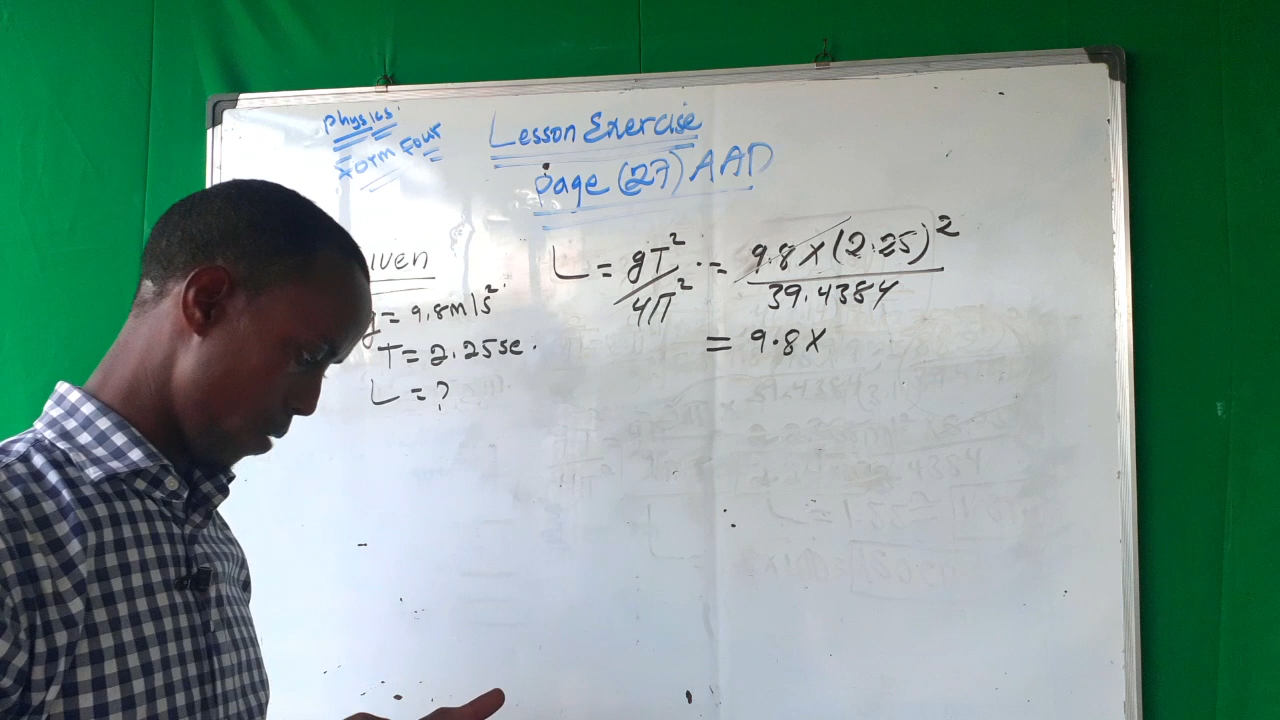 Physics
Form Four
Lesson Exercise
page (27) AAD
iven
g = 9.8m/s²
T = 2.25se.
L = ?
L = gT²/4π² = 9.8 x (2.25)²/39.4384
= 9.8 x